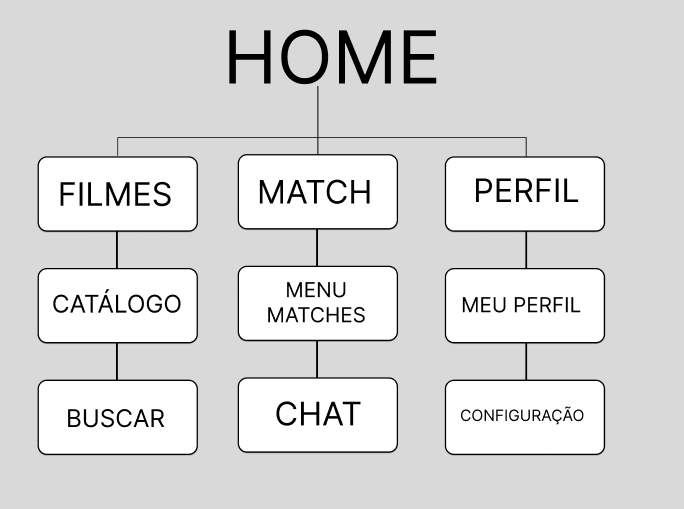 HOME
FILMES
MATCH
PERFIL
CATÁLOGO
MENU
MATCHES
MEU PERFIL
BUSCAR
CHAT
CONFIGURAÇÃO